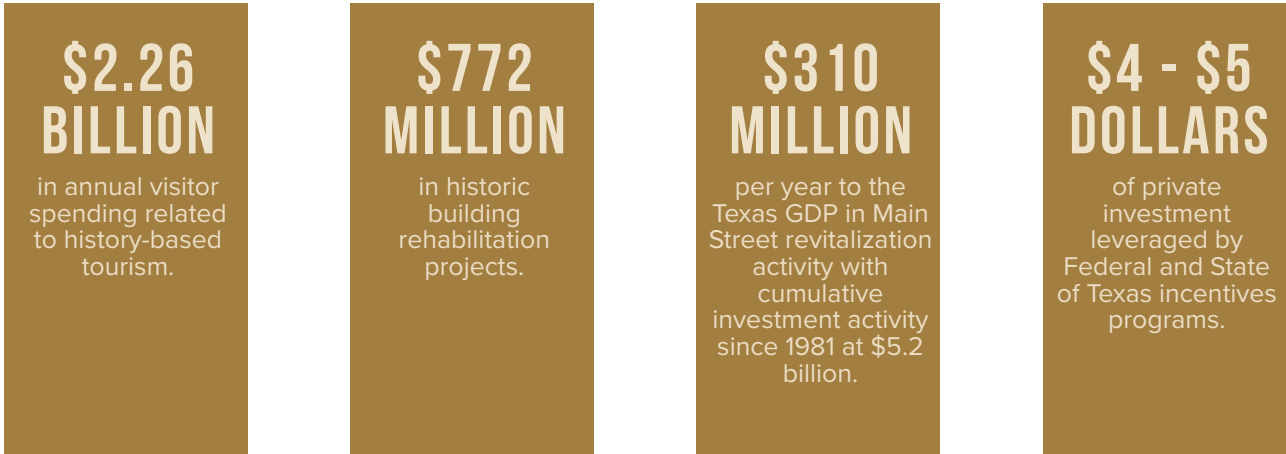 $2.26
BILLION
in annual visitor
spending related
to history-based
tourism.
$772
MILLION
in historic
building
rehabilitation
projects.
$310
MILLION
per year to the
Texas GDP in Main
Street revitalization
activity with
cumulative
investment activity
since 1981 at $5.2
billion.
$4 - $5
DOLLARS
of private
investment
leveraged by
Federal and State
of Texas incentives
programs.